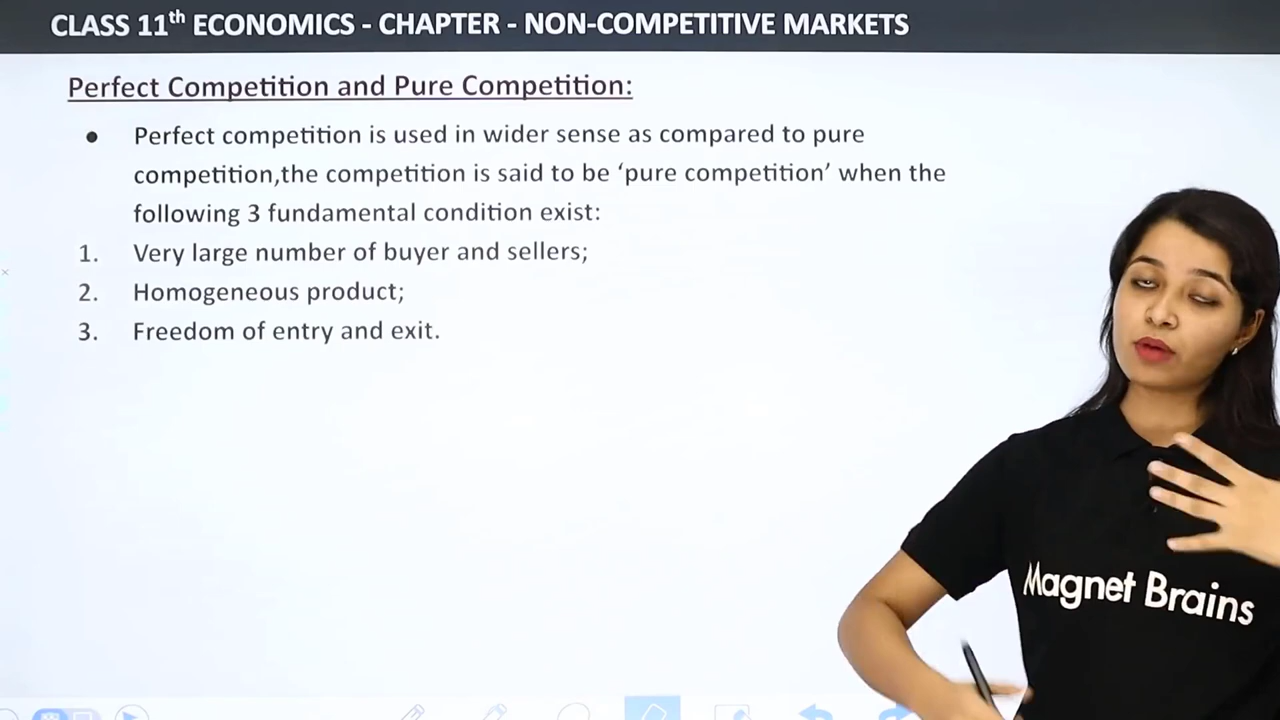 CLASS 11th ECONOMICS - CHAPTER - NON-COMPETITIVE MARKETS
Perfect Competition and Pure Competition:
• Perfect competition is used in wider sense as compared to pure
competition,the competition is said to be ‘pure competition’ when the
following 3 fundamental condition exist:
1. Very large number of buyer and sellers;
2. Homogeneous product;
3. Freedom of entry and exit.
Magnet Brains